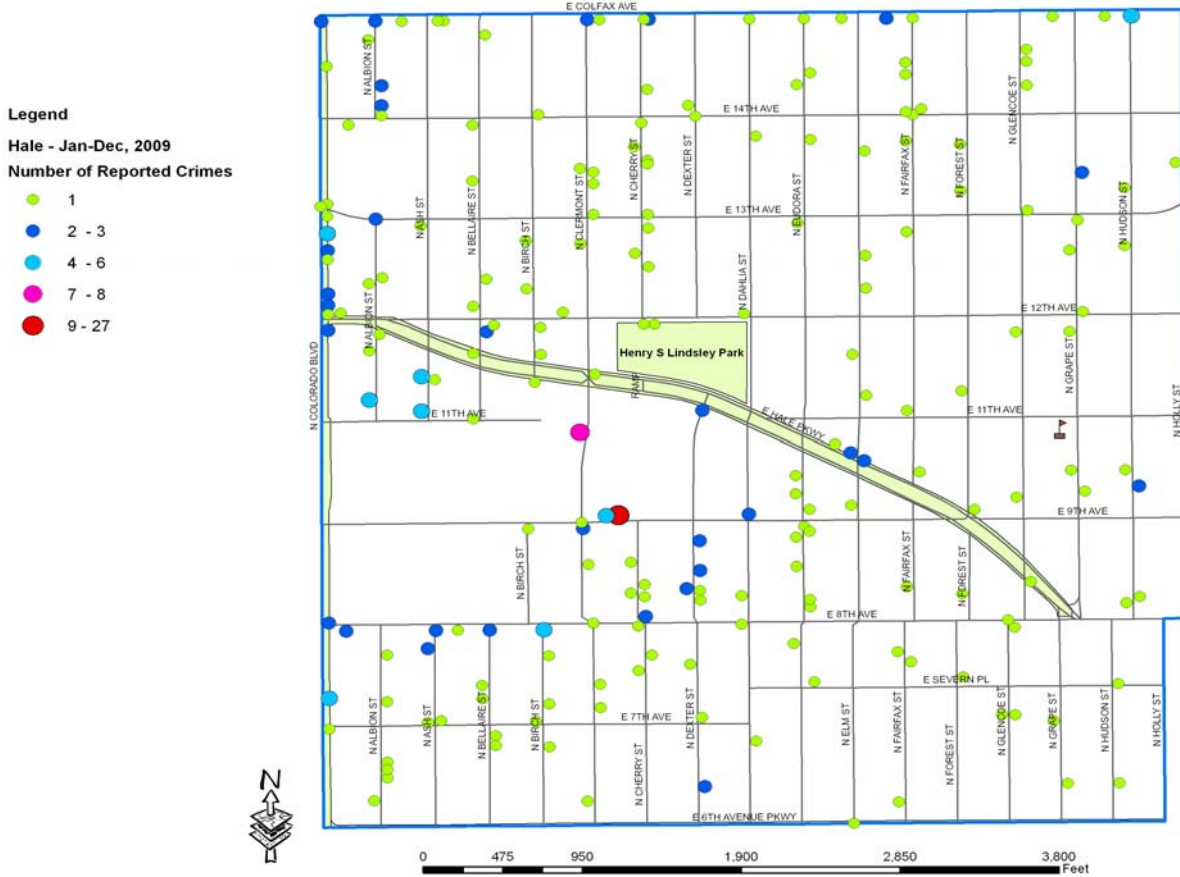 E COLFAX AVE
Legend
Hale - Jan-Dec, 2009
Number of Reported Crimes
1
2 - 3
4 - 6
7 - 8
9 - 27
N ALBION ST
N GLENCOE ST
E 14TH AVE
N CHERRY ST
N DEXTER ST
N FAIRFAX ST
N FOREST ST
N ASH ST
N BELLAIRE ST
N BIRCH ST
N CLERMONT ST
N EUDORA ST
N HUDSON ST
E 13TH AVE
N DAHLIA ST
E 12TH AVE
N ALBION ST
N COLORADO BLVD
Henry S Lindsley Park
RAMP
N GRAPE ST
E 11TH AVE
E HALE PKWY
E 11TH AVE
N HOLLY ST
E 9TH AVE
N BIRCH ST
N FAIRFAX ST
N FOREST ST
E 8TH AVE
E SEVERN PL
N ALBION ST
N ASH ST
N BELLAIRE ST
N BIRCH ST
E 7TH AVE
N CHERRY ST
N DEXTER ST
N ELM ST
N FAIRFAX ST
N FOREST ST
N GLENCOE ST
N GRAPE ST
N HUDSON ST
N HOLLY ST
E 6TH AVENUE PKWY
N
0 475 950 1,900 2,850 3,800
Feet